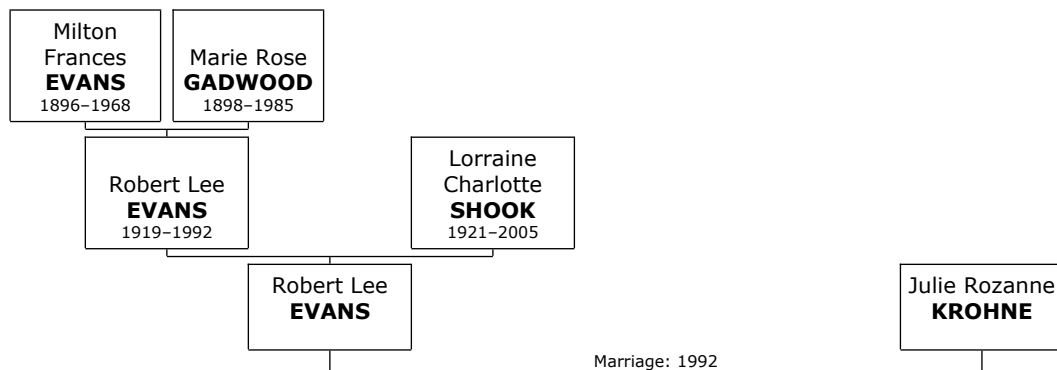 Milton
Frances
EVANS
1896–1968
Marie Rose
GADWOOD
1898–1985
Robert Lee
EVANS
1919–1992
Lorraine
Charlotte
SHOOK
1921–2005
Robert Lee
EVANS
Julie Rozanne
KROHNE
Marriage: 1992